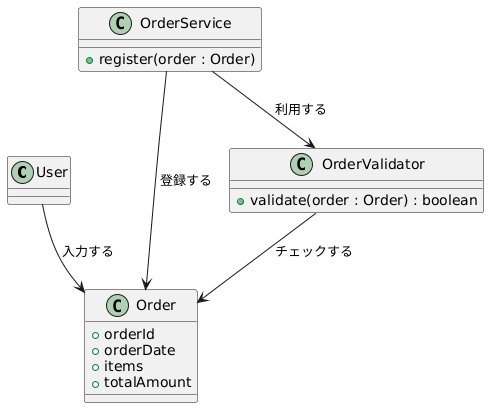 C OrderService
register(order : Order)
利用する
C User
登録する
C OrderValidator
validate(order : Order) : boolean
入力する
チェックする
C Order
orderId
orderDate
items
totalAmount